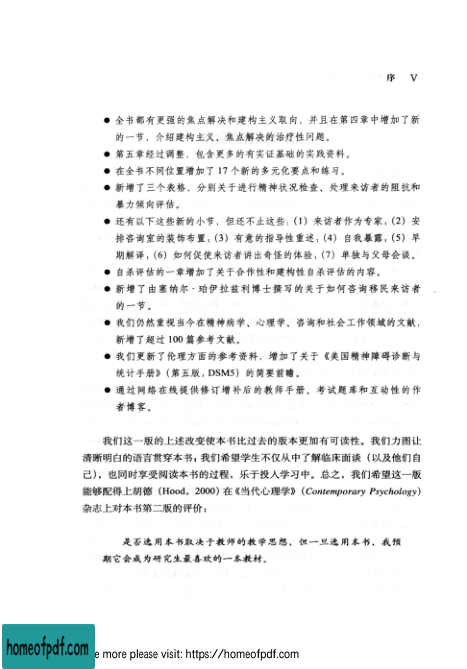 序 V
● 全书都有更强的焦点解决和建构主义取向，并且在第四章中增加了新
的一节，介绍建构主义、焦点解决的治疗性问题。
● 第五章经过调整，包含更多的有实证基础的实践资料。
● 在全书不同位置增加了 17 个新的多元化要点和练习。
● 新增了三个表格，分别关于进行精神状况检查、处理来访者的阻抗和
暴力倾向评估。
● 还有以下这些新的小节，但还不止这些：(1) 来访者作为专家；(2) 安
排咨询室的装饰布置；(3) 有意的指导性重述；(4) 自我暴露；(5) 早
期解译；(6) 如何促使来访者讲出奇怪的体验；(7) 单独与父母会谈。
● 自杀评估的一章增加了关于合作性和建构性自杀评估的内容。
● 新增了由塞纳尔·珀伊拉兹利博士撰写的关于如何咨询移民来访者
的一节。
● 我们仍然重视当今在精神病学、心理学、咨询和社会工作领域的文献，
新增了超过 100 篇参考文献。
● 我们更新了伦理方面的参考资料，增加了关于《美国精神障碍诊断与
统计手册》(第五版，DSM5) 的简要前瞻。
● 通过网络在线提供修订增补后的教师手册、考试题库和互动性的作
者博客。
我们这一版的上述改变使本书比过去的版本更加有可读性。我们力图让
清晰明白的语言贯穿本书；我们希望学生不仅从中了解临床面谈（以及他们自
己），也同时享受阅读本书的过程，乐于投入学习中。总之，我们希望这一版
能够配得上胡德（Hood，2000）在《当代心理学》（Contemporary Psychology）
杂志上对本书第二版的评价：
是否选用本书取决于教师的教学思想，但一旦选用本书，我预
期它会成为研究生最喜欢的一本教材。
homeofpdf.com
e more please visit: https://homeofpdf.com